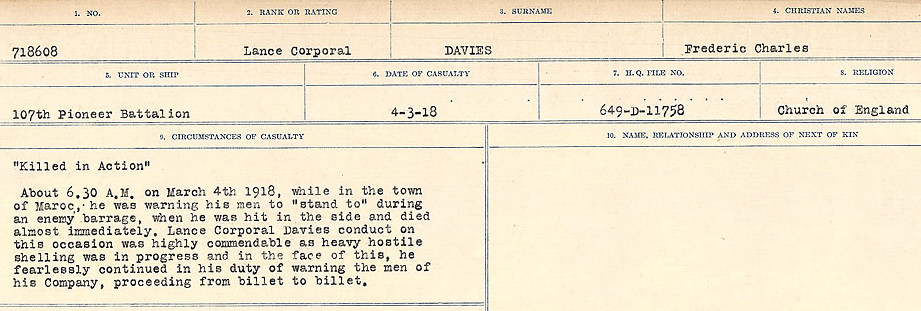 1. NO. 2. RANK OR RATING 3. SURNAME 4. CHRISTIAN NAMES
718608 Lance Corporal DAVIES Frederic Charles
5. UNIT OR SHIP 6. DATE OF CASUALTY 7. H.Q. FILE NO. 8. RELIGION
107th Pioneer Battalion 4-3-18 649-D-11758 Church of England
9. CIRCUMSTANCES OF CASUALTY 10. NAME, RELATIONSHIP AND ADDRESS OF NEXT OF KIN
"Killed in Action"
About 6.30 A.M. on March 4th 1918, while in the town
of Maroc, he was warning his men to "stand to" during
an enemy barrage, when he was hit in the side and died
almost immediately. Lance Corporal Davies conduct on
this occasion was highly commendable as heavy hostile
shelling was in progress and in the face of this, he
fearlessly continued in his duty of warning the men of
his Company, proceeding from billet to billet.